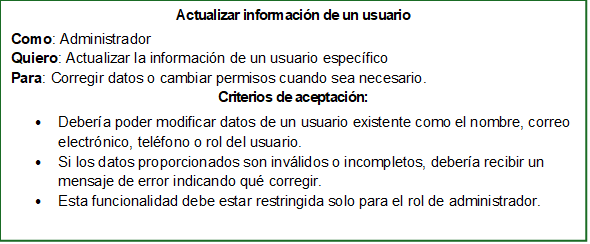 Actualizar información de un usuario
Como: Administrador
Quiero: Actualizar la información de un usuario específico
Para: Corregir datos o cambiar permisos cuando sea necesario.
Criterios de aceptación:
• Debería poder modificar datos de un usuario existente como el nombre, correo
electrónico, teléfono o rol del usuario.
• Si los datos proporcionados son inválidos o incompletos, debería recibir un
mensaje de error indicando qué corregir.
• Esta funcionalidad debe estar restringida solo para el rol de administrador.